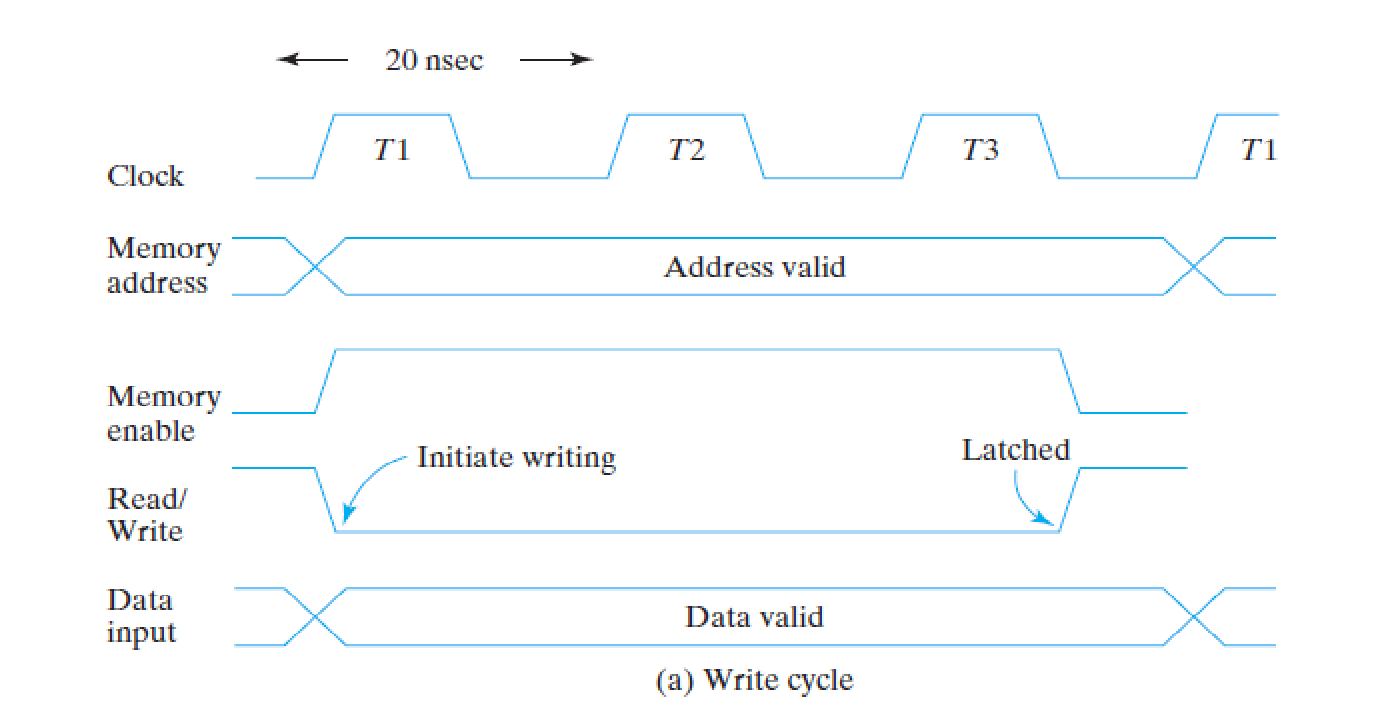 20 nsec
T1
T2
T3
T1
Clock
Memory
address
Address valid
Memory
enable
Initiate writing
Latched
Read/
Write
Data
input
Data valid
(a) Write cycle